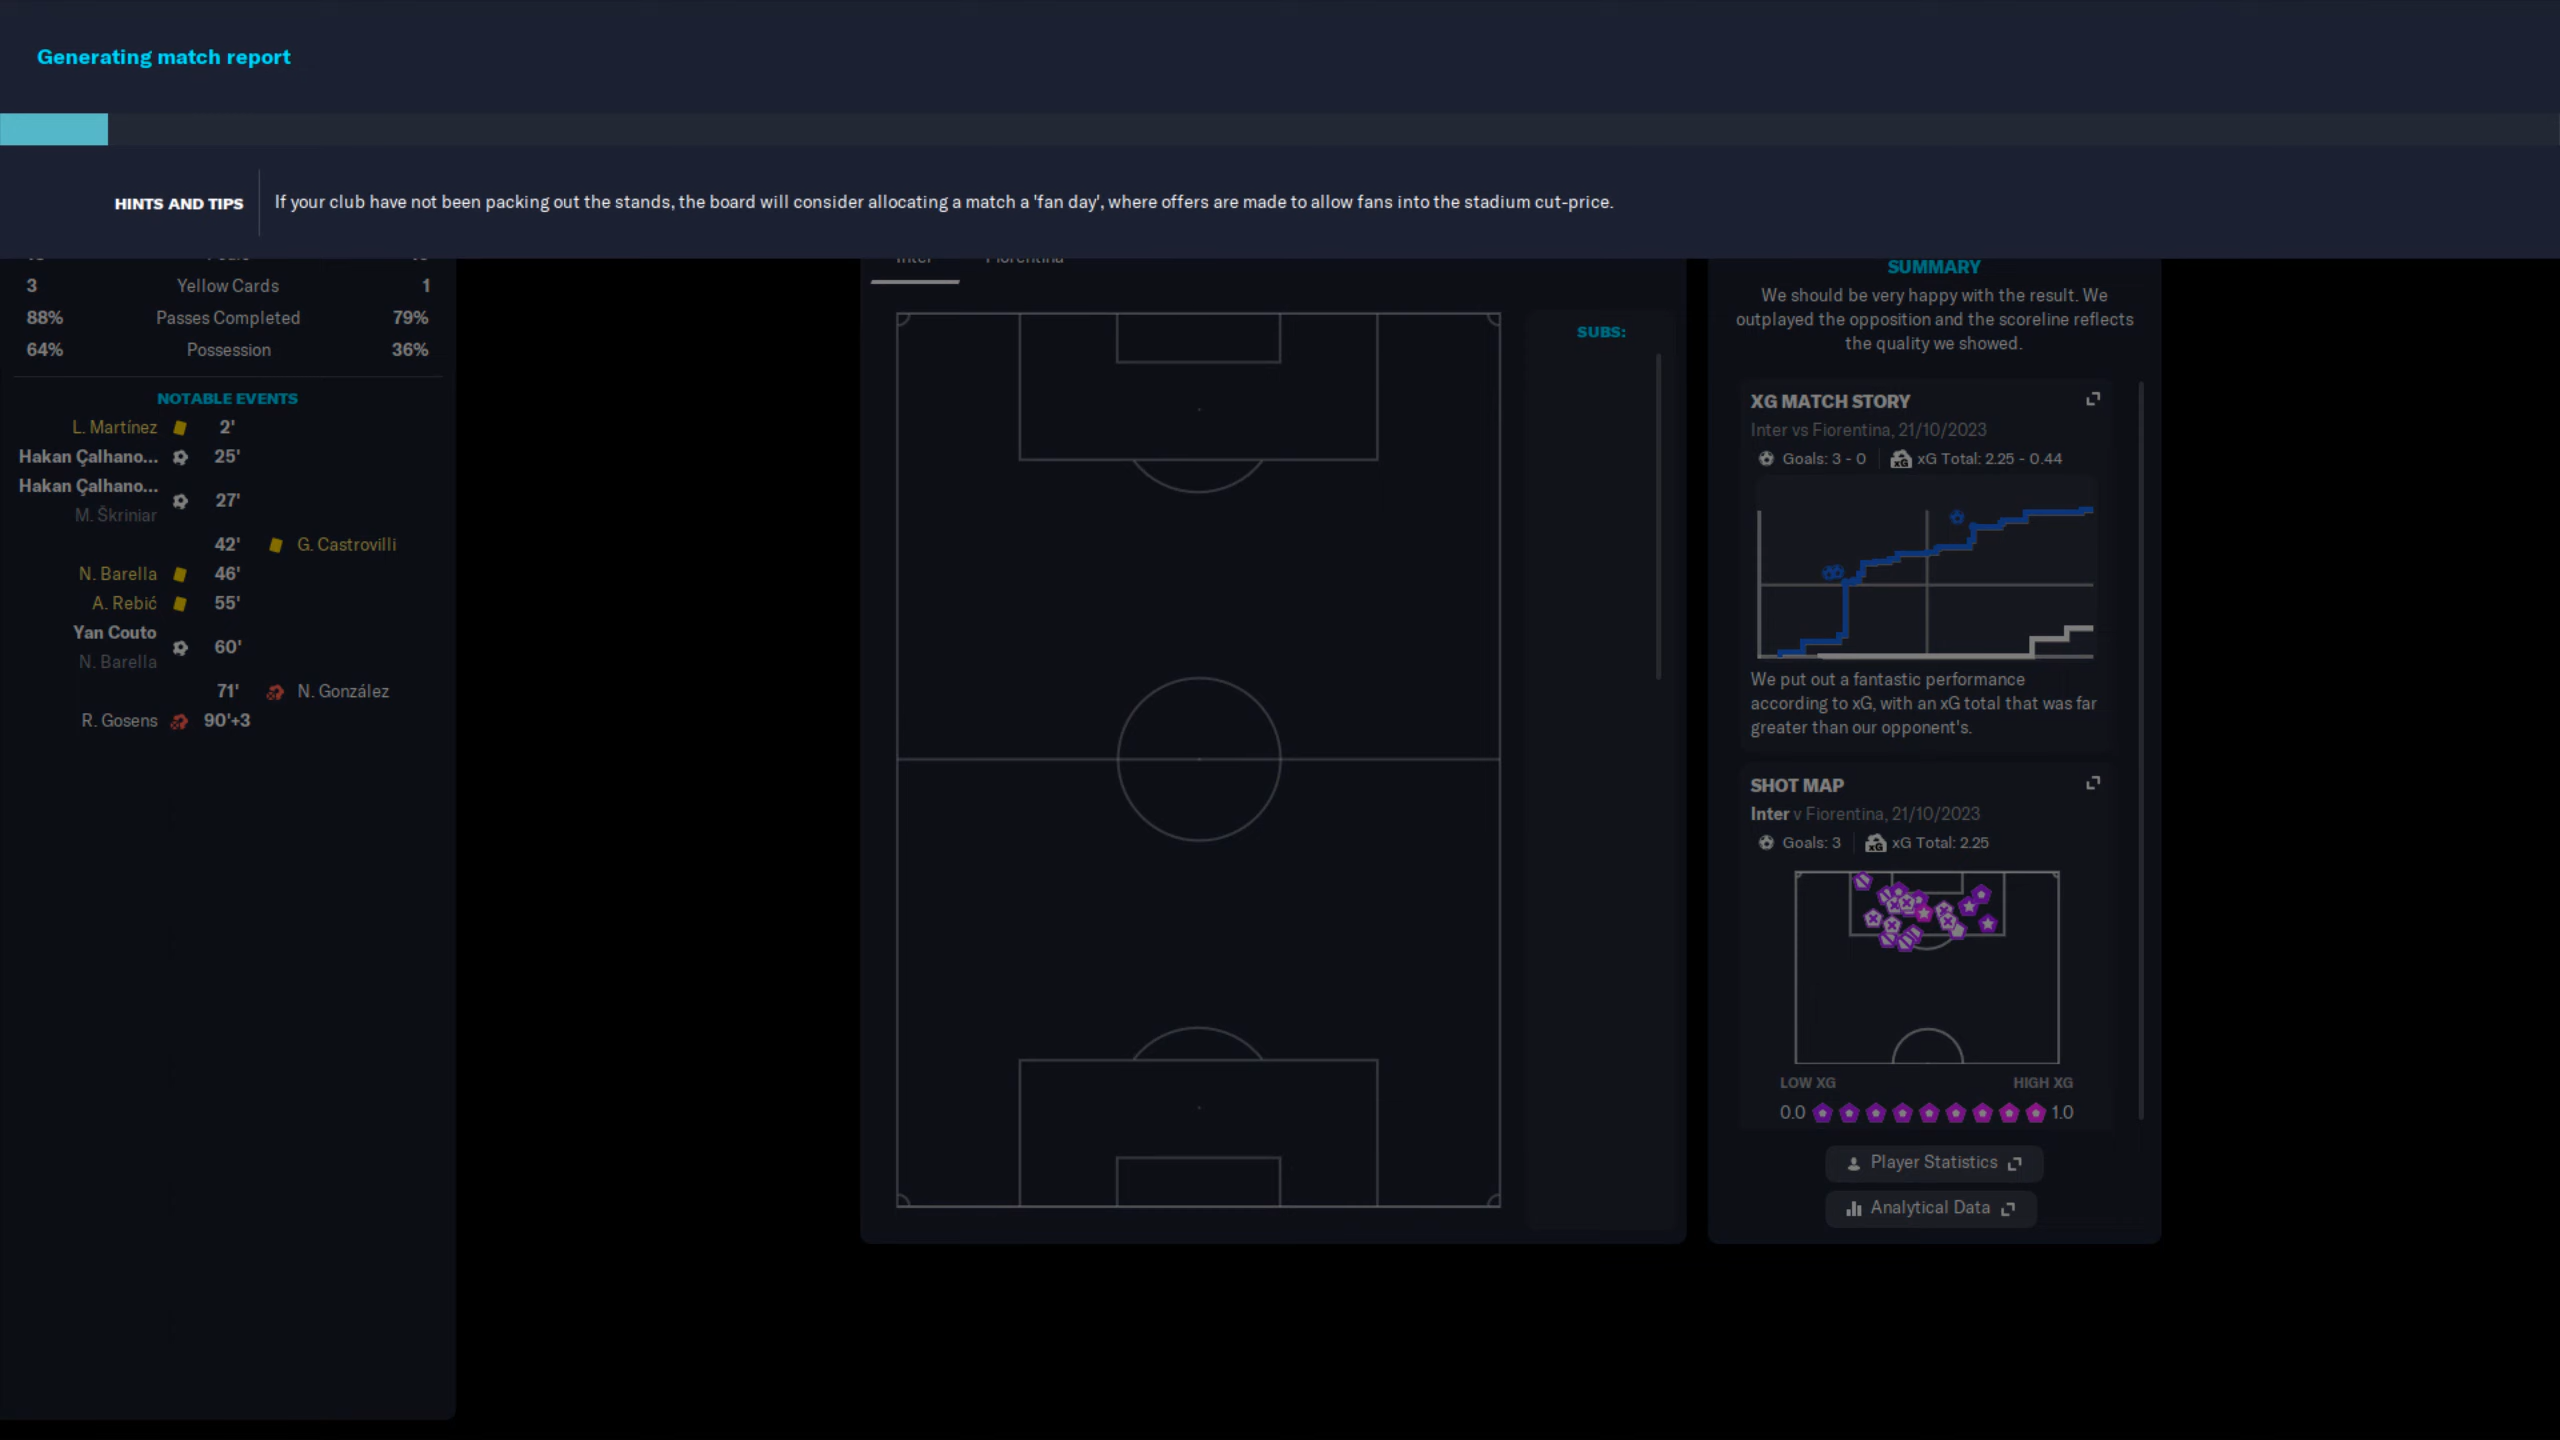 Generating match report
HINTS AND TIPS
If your club have not been packing out the stands, the board will consider allocating a match a 'fan day', where offers are made to allow fans into the stadium cut-price.
3 Yellow Cards 1
88% Passes Completed 79%
64% Possession 36%
NOTABLE EVENTS
L. Martínez 2'
Hakan Çalhano... 25'
Hakan Çalhano...
27'
M. Škriniar
42' G. Castrovilli
N. Barella 46'
A. Rebić 55'
Yan Couto
60'
N. Barella
71' N. González
R. Gosens 90'+3
Inter Fiorentina
SUBS:
SUMMARY
We should be very happy with the result. We
outplayed the opposition and the scoreline reflects
the quality we showed.
XG MATCH STORY
Inter vs Fiorentina, 21/10/2023
Goals: 3 - 0 xG xG Total: 2.25 - 0.44
We put out a fantastic performance
according to xG, with an xG total that was far
greater than our opponent's.
SHOT MAP
Inter v Fiorentina, 21/10/2023
Goals: 3 xG xG Total: 2.25
LOW XG HIGH XG
0.0 1.0
Player Statistics
Analytical Data